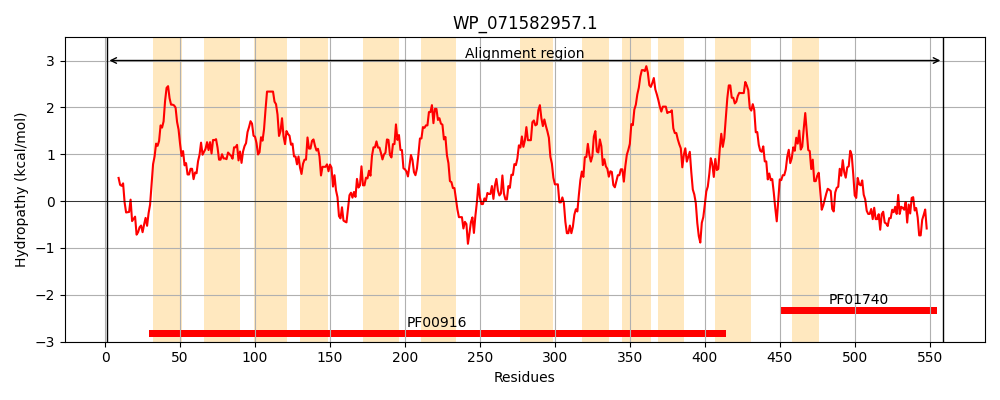 WP_071582957.1
Alignment region
Hydropathy (kcal/mol)
3
2
1
0
−1
−2
−3
PF01740
PF00916
0 50 100 150 200 250 300 350 400 450 500 550
Residues